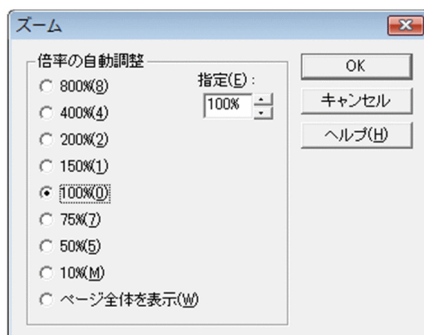 ズーム
倍率の自動調整
800%(8)
400%(4)
200%(2)
150%(1)
100%(0)
75%(7)
50%(5)
10%(M)
ページ全体を表示(W)
指定(E):
100%
OK
キャンセル
ヘルプ(H)